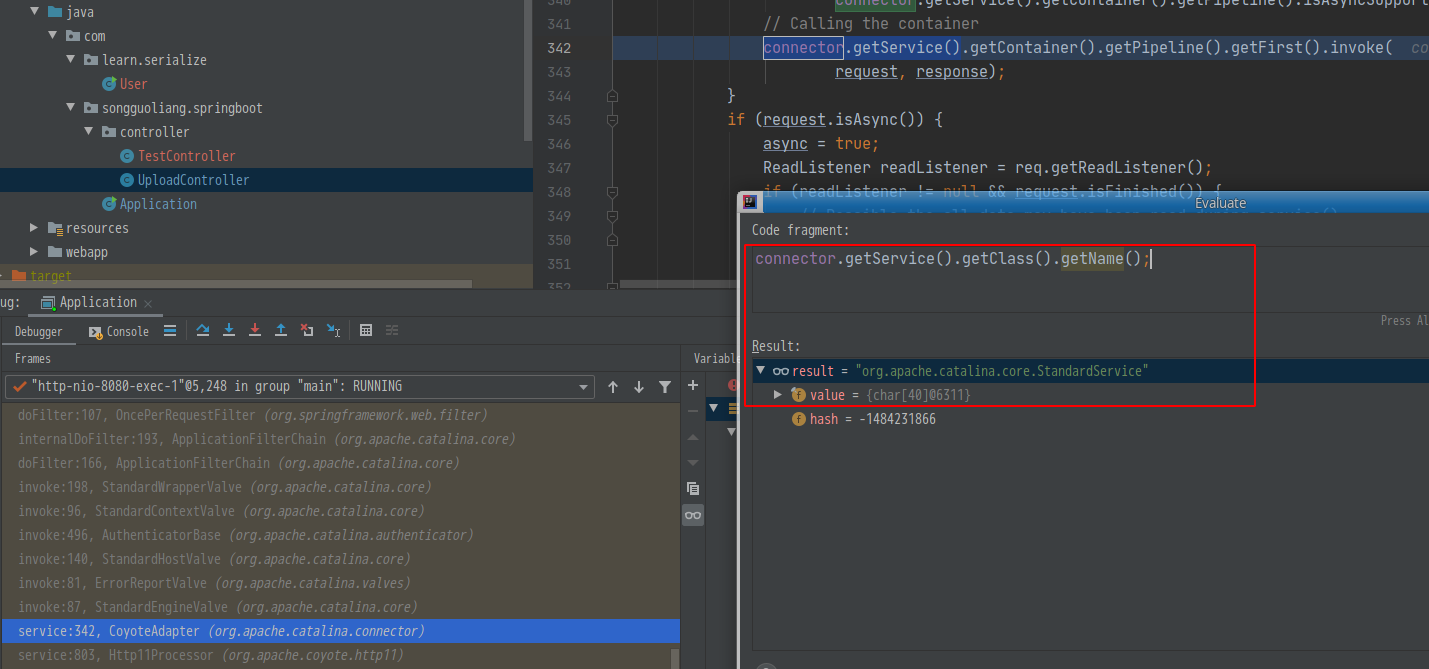 java
com
learn.serialize
User
songguoliang.springboot
controller
TestController
UploadController
Application
resources
webapp
target
340 connector.getService().getContainer().getPipeline().isAsyncSupport
341 // Calling the container
342 connector.getService().getContainer().getPipeline().getFirst().invoke( co
343 request, response);
344 }
345 if (request.isAsync()) {
346 async = true;
347 ReadListener readListener = req.getReadListener();
348 if (readListener != null && request.isFinished()) {
349
350
351
352
ug: Application
Debugger Console
Frames
"http-nio-8080-exec-1"@5,248 in group "main": RUNNING
doFilter:107, OncePerRequestFilter (org.springframework.web.filter)
internalDoFilter:193, ApplicationFilterChain (org.apache.catalina.core)
doFilter:166, ApplicationFilterChain (org.apache.catalina.core)
invoke:198, StandardWrapperValve (org.apache.catalina.core)
invoke:96, StandardContextValve (org.apache.catalina.core)
invoke:496, AuthenticatorBase (org.apache.catalina.authenticator)
invoke:140, StandardHostValve (org.apache.catalina.core)
invoke:81, ErrorReportValve (org.apache.catalina.valves)
invoke:87, StandardEngineValve (org.apache.catalina.core)
service:342, CoyoteAdapter (org.apache.catalina.connector)
service:803, Http11Processor (org.apache.coyote.http11)
Variabl
Evaluate
Code fragment:
connector.getService().getClass().getName();
Press Al
Result:
result = "org.apache.catalina.core.StandardService"
value = {char[40]@6311}
hash = -1484231866